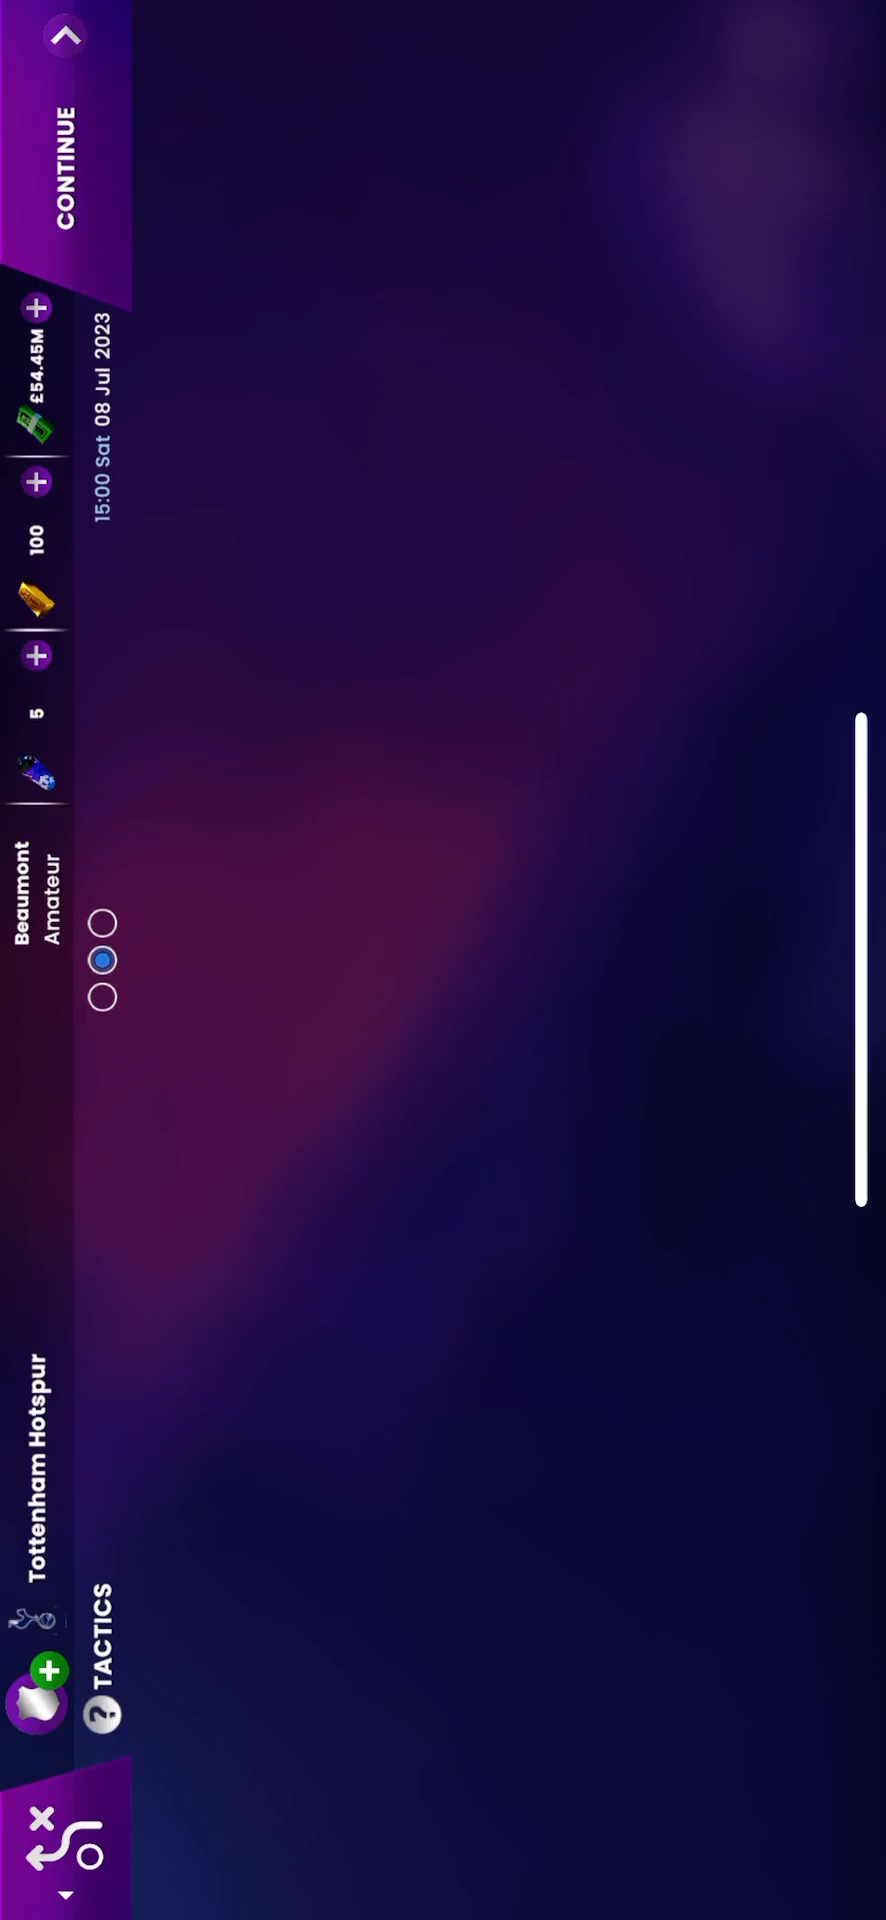 Tottenham Hotspur
Beaumont
Amateur
5
100
£54.45M
CONTINUE
? TACTICS
15:00 Sat 08 Jul 2023